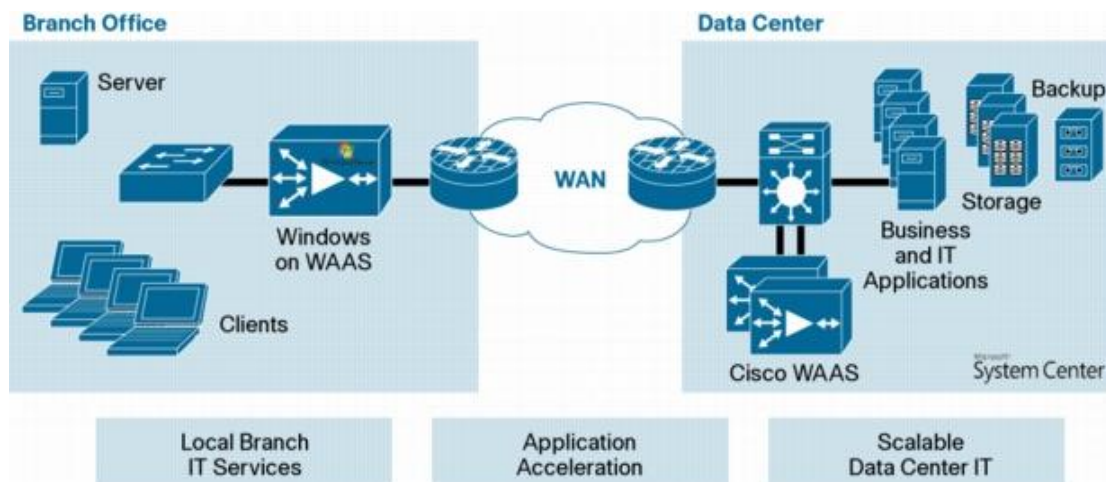 Branch Office
Server
Windows
on WAAS
Clients
WAN
Data Center
Backup
Storage
Business
and IT
Applications
Cisco WAAS
Microsoft
System Center
Local Branch
IT Services
Application
Acceleration
Scalable
Data Center IT